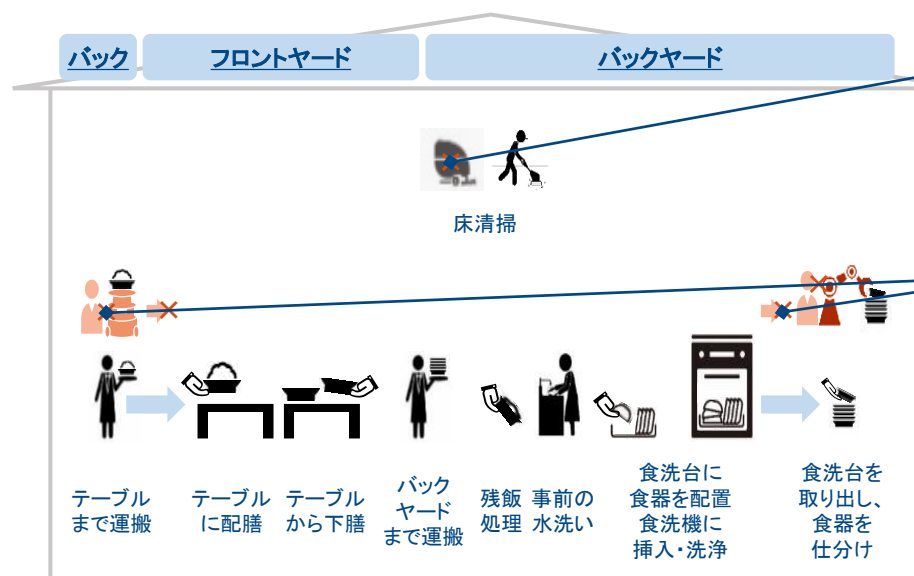 バック
フロントヤード
バックヤード
床清掃
テーブル
まで運搬
テーブル
に配膳
テーブル
から下膳
バック
ヤード
まで運搬
残飯
処理
事前の
水洗い
食洗台に
食器を配置
食洗機に
挿入・洗浄
食洗台を
取り出し、
食器を
仕分け